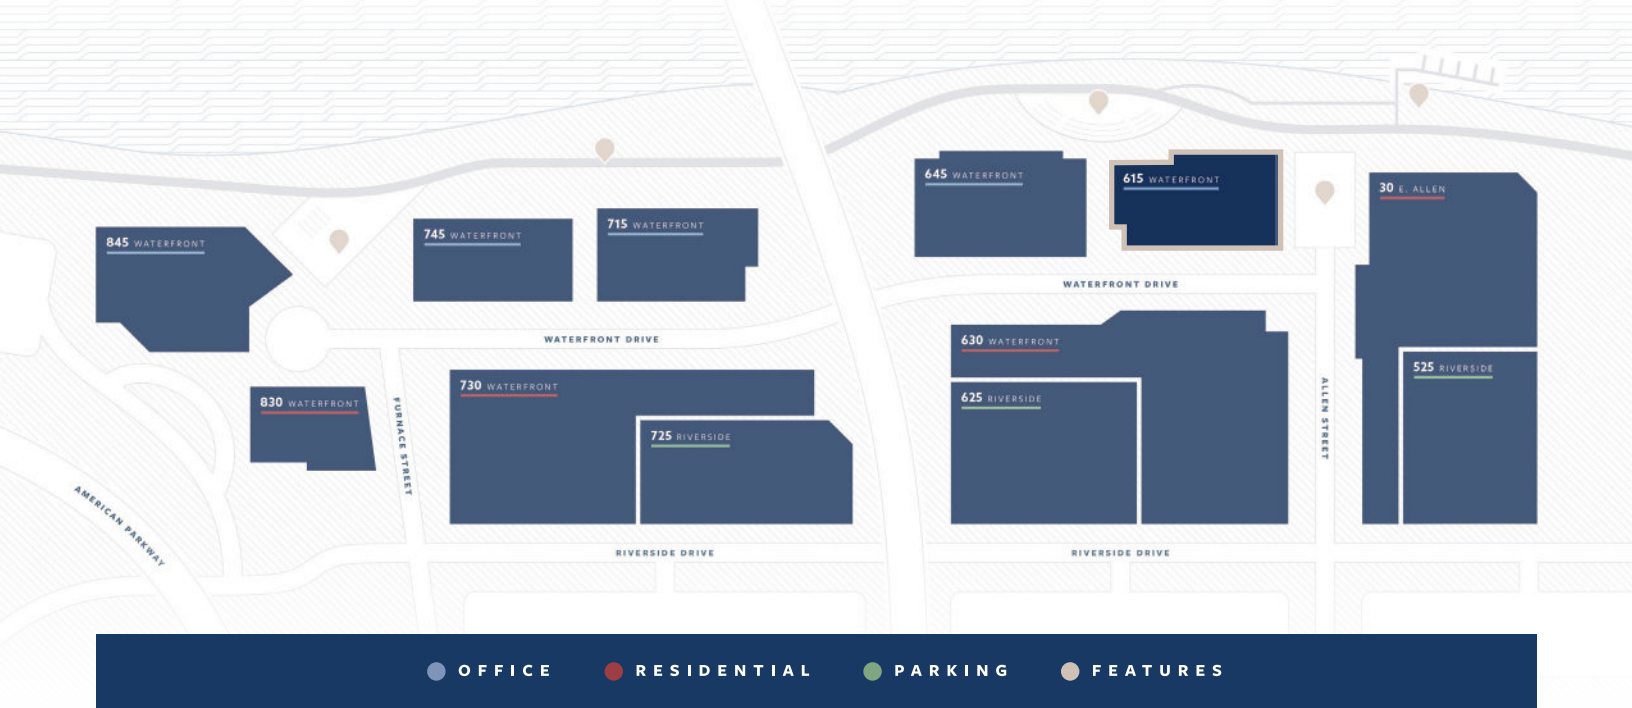 645 WATERFRONT
615 WATERFRONT
30 E. ALLEN
845 WATERFRONT
745 WATERFRONT
715 WATERFRONT
WATERFRONT DRIVE
WATERFRONT DRIVE
630 WATERFRONT
525 RIVERSIDE
730 WATERFRONT
625 RIVERSIDE
830 WATERFRONT
725 RIVERSIDE
FURNACE STREET
ALLEN STREET
AMERICAN PARKWAY
RIVERSIDE DRIVE
RIVERSIDE DRIVE
OFFICE
RESIDENTIAL
PARKING
FEATURES